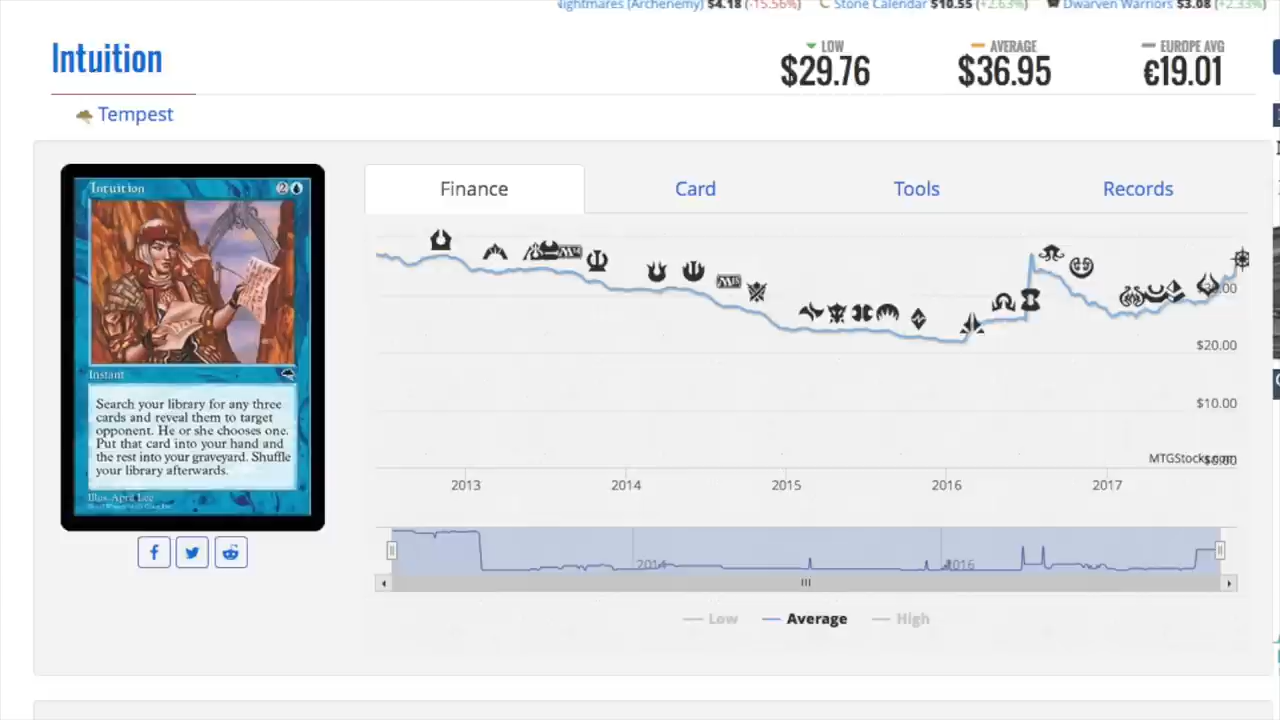 Nightmares (Archenemy) $4.18 (-15.56%) Stone Calendar $10.55 (+2.63%) Dwarven Warriors $3.08 (+2.33%)
Intuition
LOW AVERAGE EUROPE AVG
$29.76 $36.95 €19.01
Tempest
Finance Card Tools Records
Intuition 2
Instant
Search your library for any three
cards and reveal them to target
opponent. He or she chooses one.
Put that card into your hand and
the rest into your graveyard. Shuffle
your library afterwards.
Illus. April Lee
$20.00
$10.00
MTGStocks.com
2013 2014 2015 2016 2017
2014 2016
Low Average High